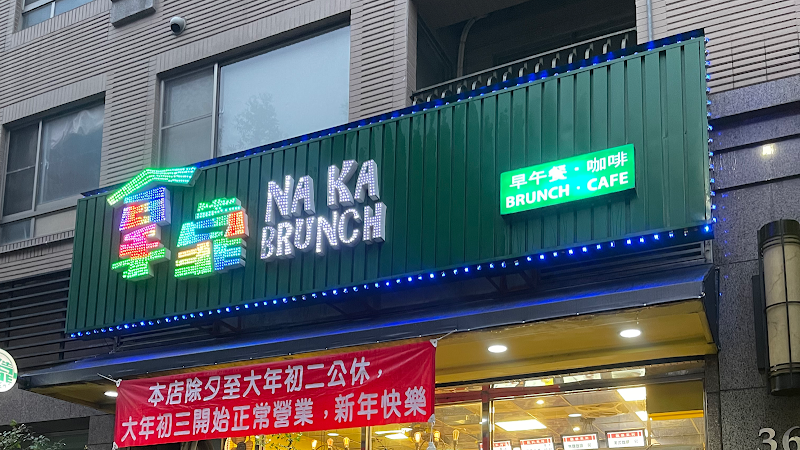 NA KA
BRUNCH
早午餐·咖啡
BRUNCH·CAFE
本店除夕至大年初二公休，
大年初三開始正常營業，新年快樂
36